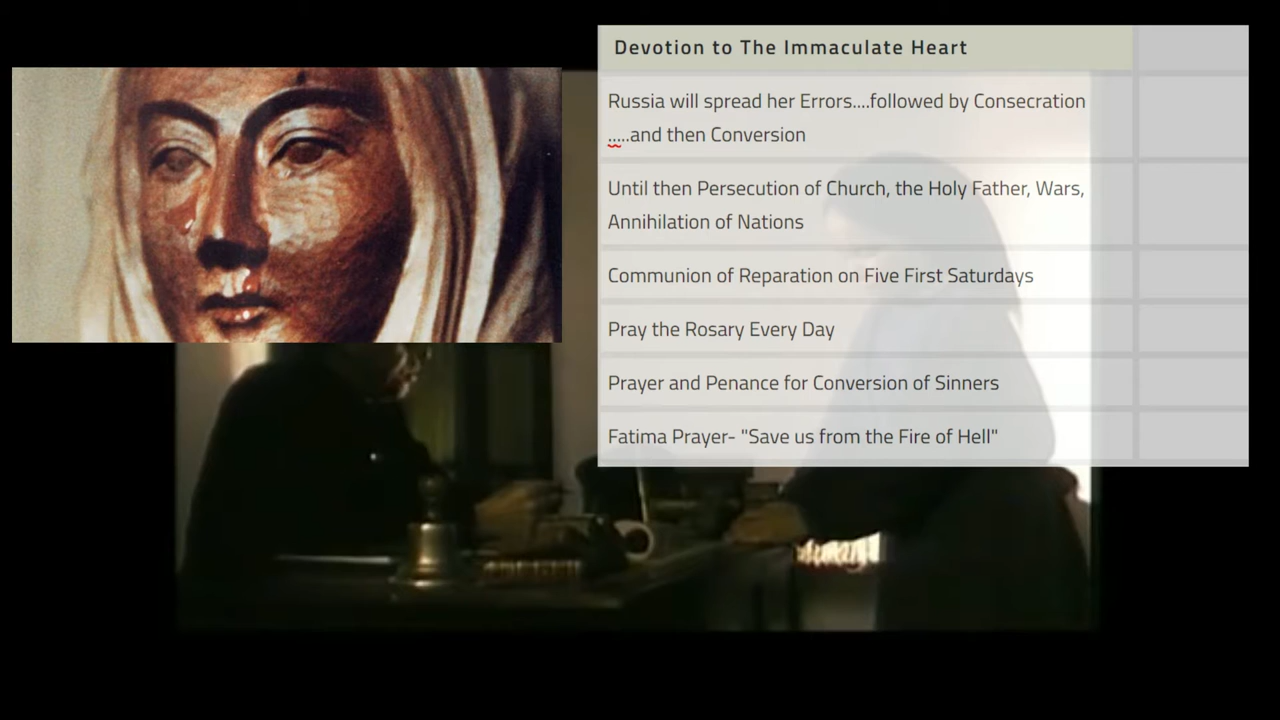 Devotion to The Immaculate Heart
Russia will spread her Errors....followed by Consecration
.....and then Conversion
Until then Persecution of Church, the Holy Father, Wars,
Annihilation of Nations
Communion of Reparation on Five First Saturdays
Pray the Rosary Every Day
Prayer and Penance for Conversion of Sinners
Fatima Prayer- "Save us from the Fire of Hell"